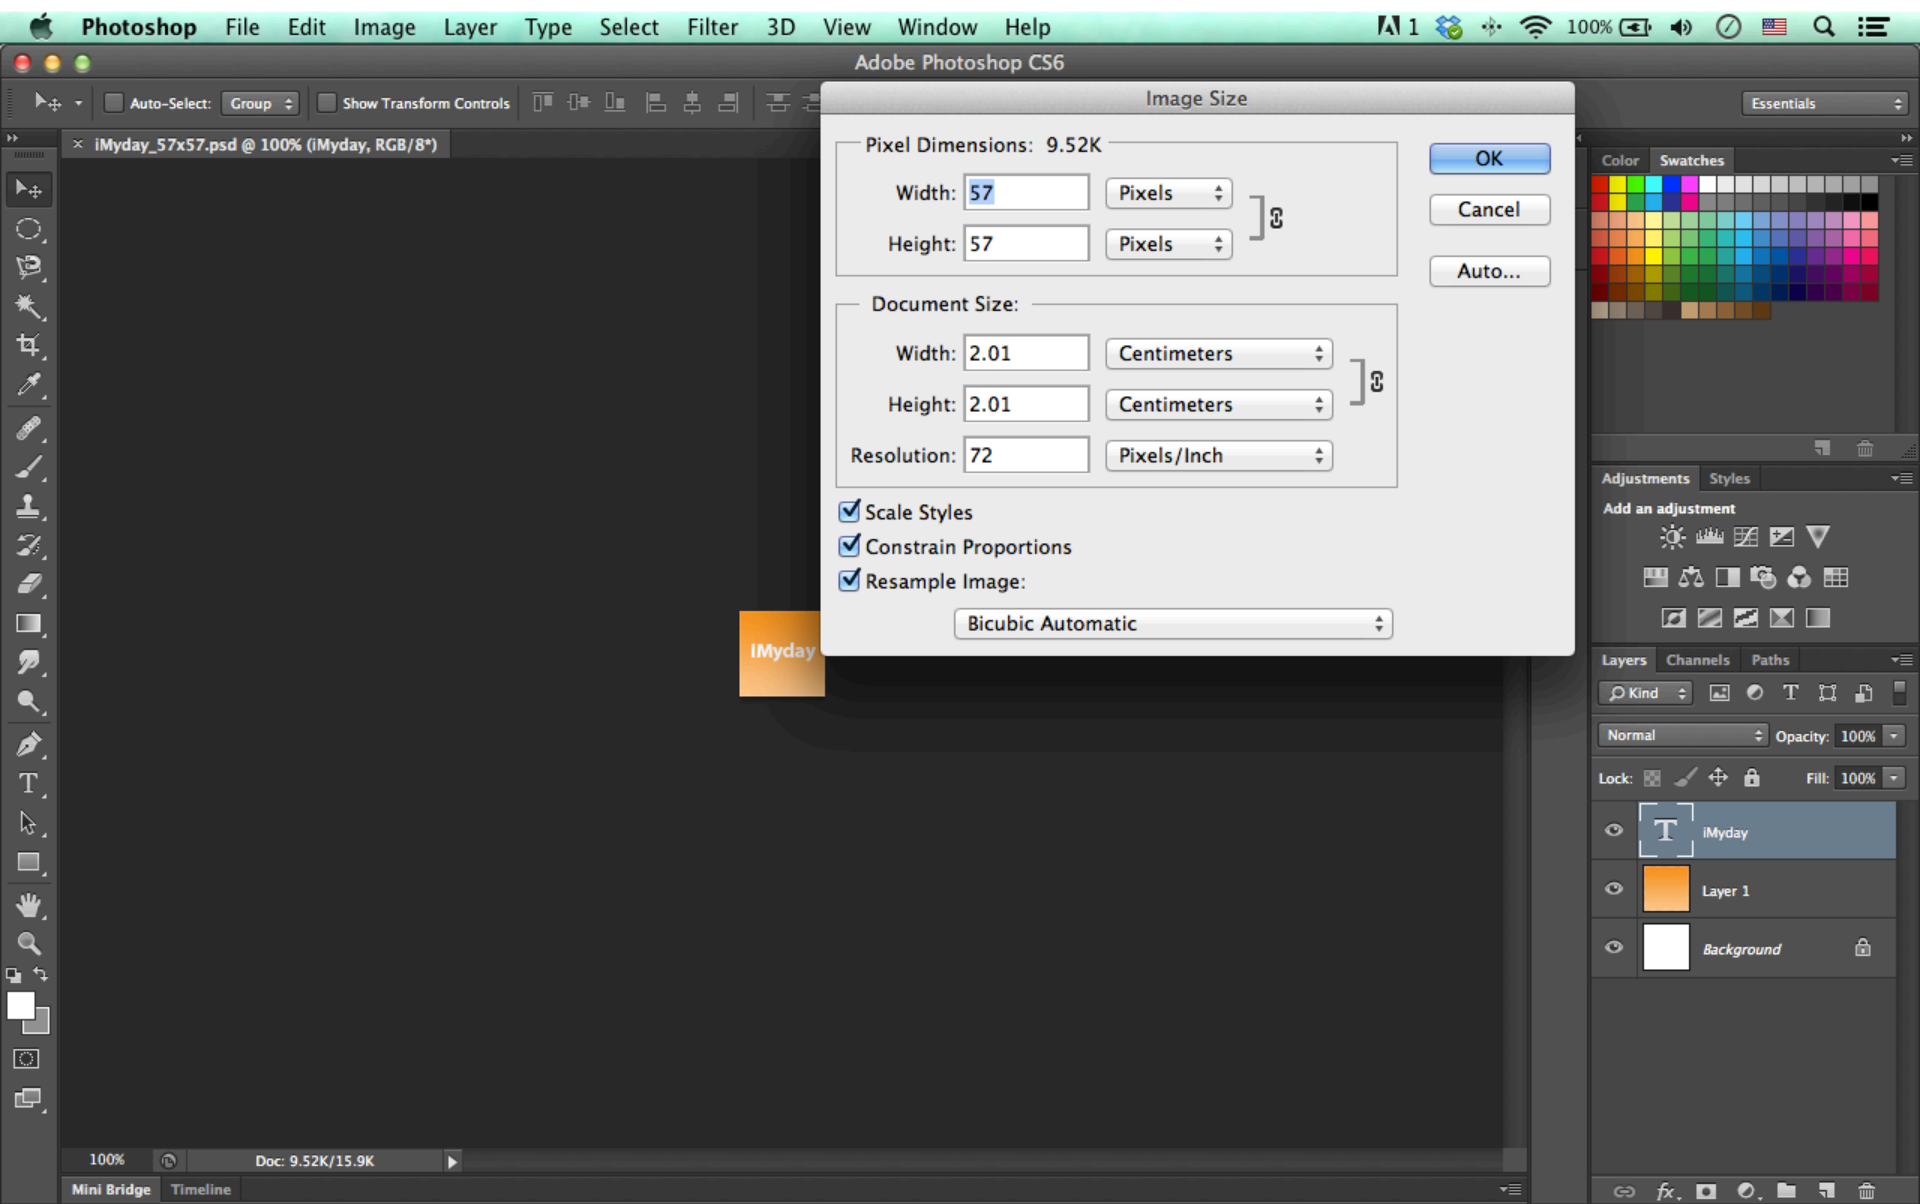 Photoshop File Edit Image Layer Type Select Filter 3D View Window Help 1 100%
Adobe Photoshop CS6
Auto-Select: Group Show Transform Controls Essentials
× iMyday_57x57.psd @ 100% (iMyday, RGB/8*)
Image Size
Pixel Dimensions: 9.52K
Width: 57 Pixels
Height: 57 Pixels
Document Size:
Width: 2.01 Centimeters
Height: 2.01 Centimeters
Resolution: 72 Pixels/Inch
Scale Styles
Constrain Proportions
Resample Image:
Bicubic Automatic
OK
Cancel
Auto...
iMyday
Color Swatches
Adjustments Styles
Add an adjustment
Layers Channels Paths
Kind T
Normal Opacity: 100%
Lock: Fill: 100%
T iMyday
Layer 1
Background
fx
100% Doc: 9.52K/15.9K
Mini Bridge Timeline